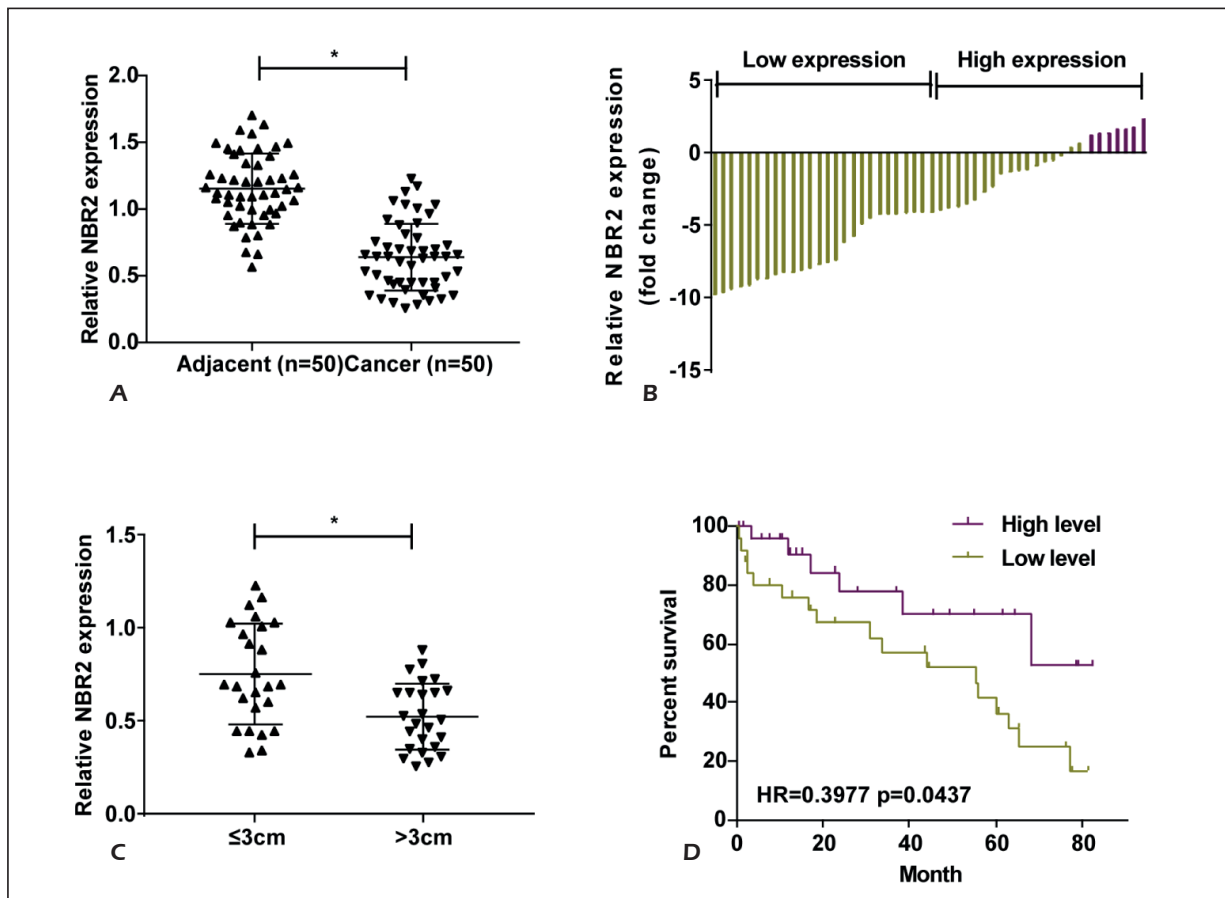 *
2.0
1.5
1.0
0.5
0.0
Relative NBR2 expression
Adjacent (n=50)Cancer (n=50)
A
Low expression High expression
5
0
-5
-10
-15
Relative NBR2 expression
(fold change)
B
*
1.5
1.0
0.5
0.0
Relative NBR2 expression
≤3cm >3cm
C
High level
Low level
100
80
60
40
20
0
Percent survival
HR=0.3977 p=0.0437
0 20 40 60 80
Month
D